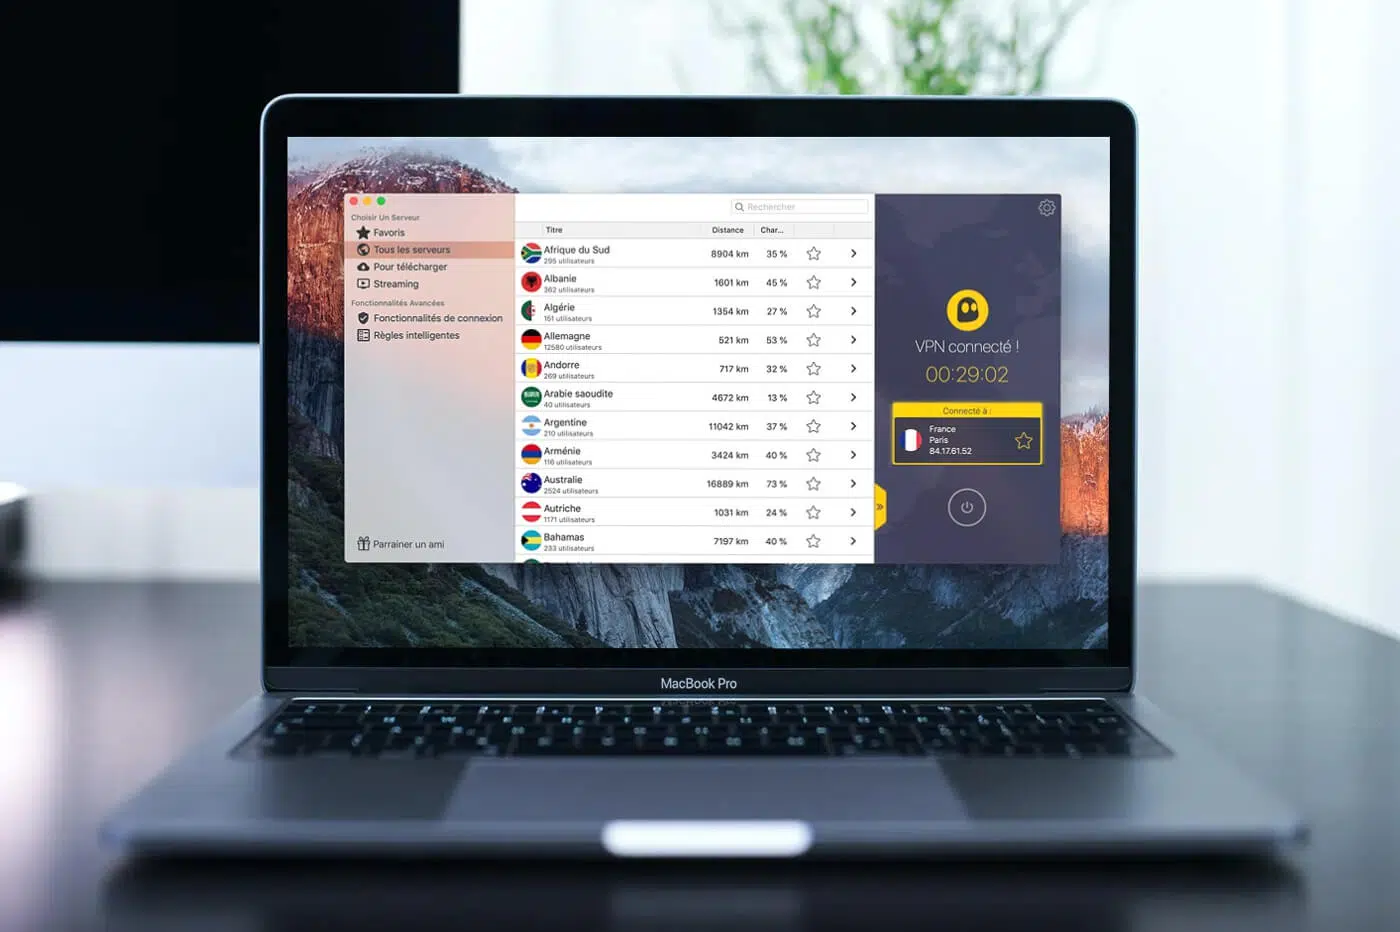 Choisir Un Serveur
Favoris
Tous les serveurs
Pour télécharger
Streaming
Fonctionnalités Avancées
Fonctionnalités de connexion
Règles intelligentes
Parrainer un ami
Rechercher
Titre Distance Char...
Afrique du Sud 8904 km 35 %
295 utilisateurs
Albanie 1601 km 45 %
362 utilisateurs
Algérie 1354 km 27 %
151 utilisateurs
Allemagne 521 km 53 %
12580 utilisateurs
Andorre 717 km 32 %
269 utilisateurs
Arabie saoudite 4672 km 13 %
40 utilisateurs
Argentine 11042 km 37 %
210 utilisateurs
Arménie 3424 km 40 %
116 utilisateurs
Australie 16889 km 73 %
2524 utilisateurs
Autriche 1031 km 24 %
1171 utilisateurs
Bahamas 7197 km 40 %
233 utilisateurs
VPN connecté !
00:29:02
Connecté à :
France
Paris
84.17.61.52
MacBook Pro